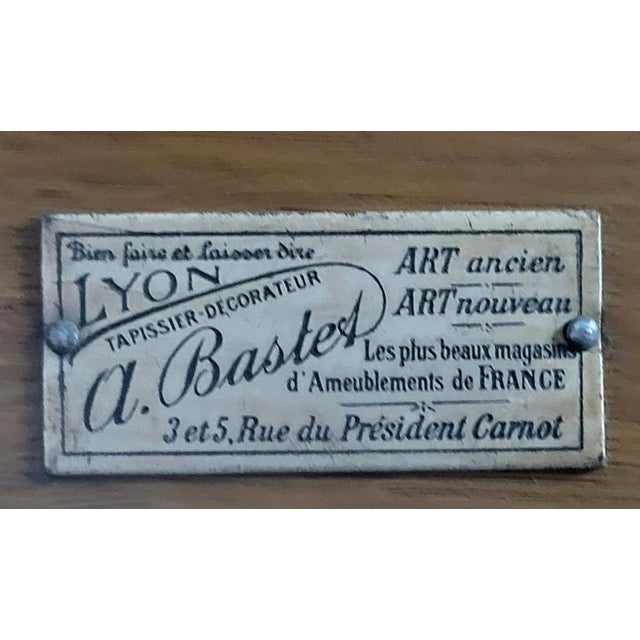 Bien faire et laisser dire
LYON
TAPISSIER-DÉCORATEUR
A. Bastet
ART ancien
ART nouveau
Les plus beaux magasins
d'Ameublements de FRANCE
3 et 5, Rue du Président Carnot